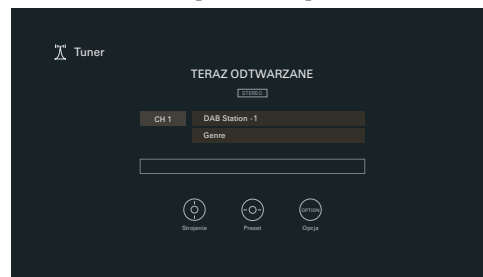 Tuner
TERAZ ODTWARZANE
STEREO
CH 1 DAB Station -1
Genre
OPTION
Strojenie Preset Opcja